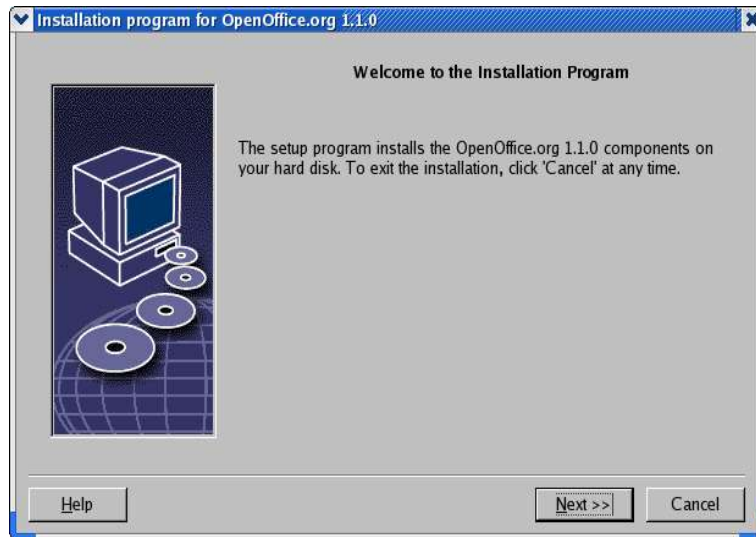 Installation program for OpenOffice.org 1.1.0
Welcome to the Installation Program
The setup program installs the OpenOffice.org 1.1.0 components on
your hard disk. To exit the installation, click 'Cancel' at any time.
Help
Next >>
Cancel